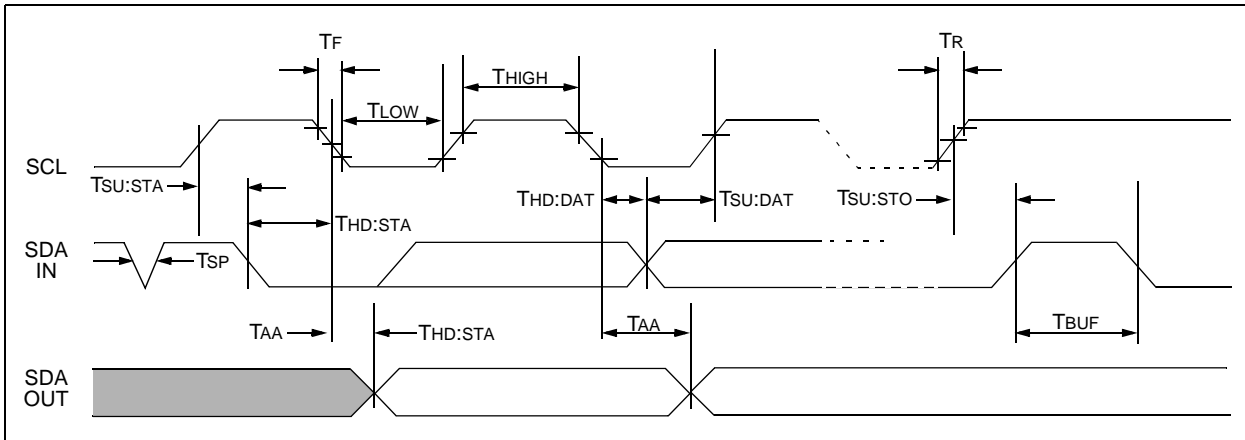 TF
TR
THIGH
TLOW
SCL
TSU:STA
THD:DAT
TSU:DAT
TSU:STO
THD:STA
SDA
IN
TSP
TAA
THD:STA
TAA
TBUF
SDA
OUT